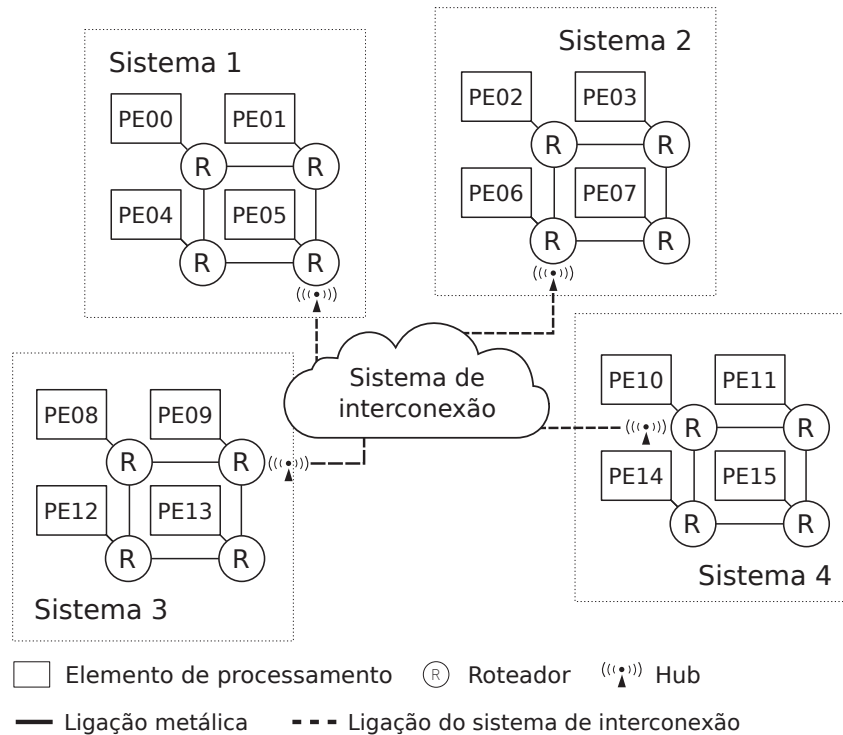 Sistema 1
PE00 PE01
R R
PE04 PE05
R R
Sistema 2
PE02 PE03
R R
PE06 PE07
R R
Sistema de
interconexão
PE08 PE09
R R
PE12 PE13
R R
Sistema 3
PE10 PE11
R R
PE14 PE15
R R
Sistema 4
Elemento de processamento R Roteador Hub
Ligação metálica Ligação do sistema de interconexão